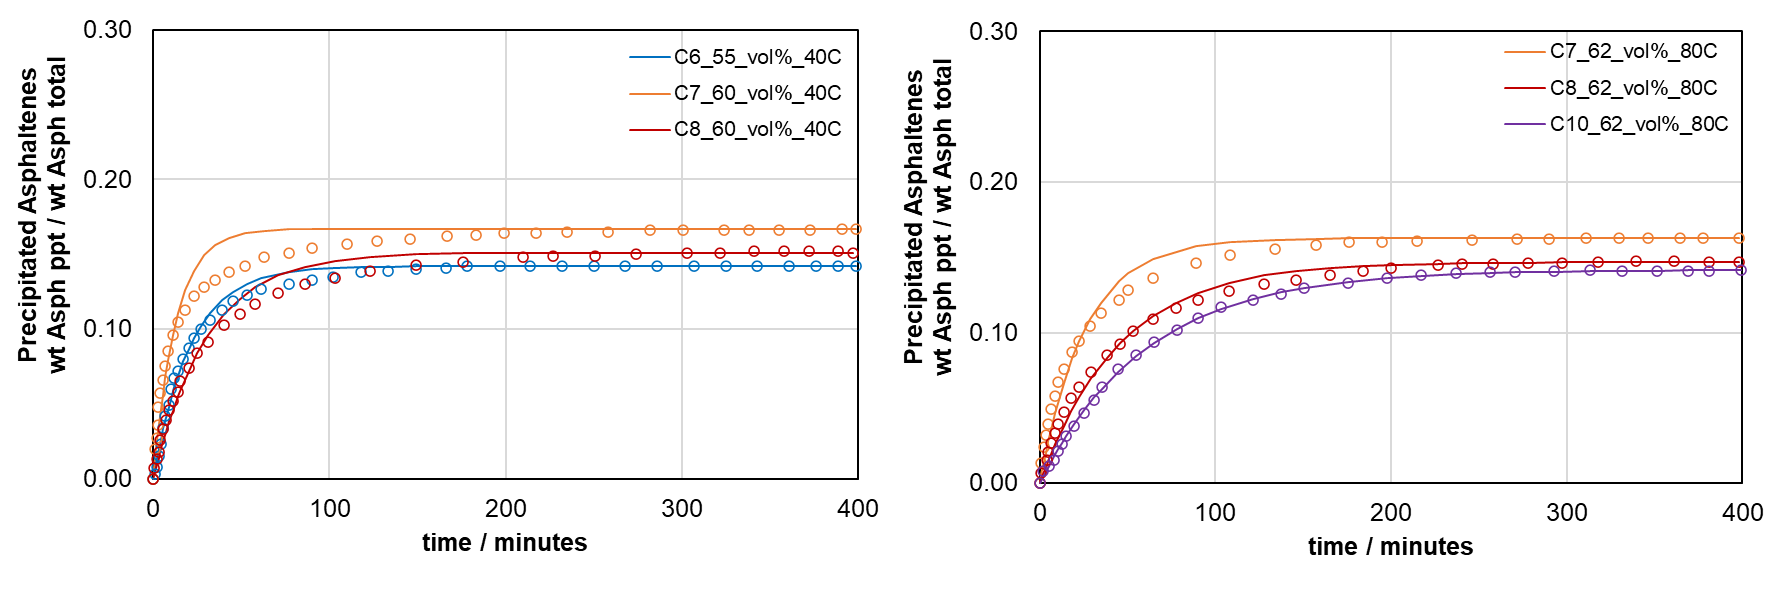 Precipitated Asphaltenes
wt Asph ppt / wt Asph total
0.30
0.20
0.10
0.00
0
100
200
300
400
time / minutes
C6_55_vol%_40C
C7_60_vol%_40C
C8_60_vol%_40C
Precipitated Asphaltenes
wt Asph ppt / wt Asph total
0.30
0.20
0.10
0.00
0
100
200
300
400
time / minutes
C7_62_vol%_80C
C8_62_vol%_80C
C10_62_vol%_80C